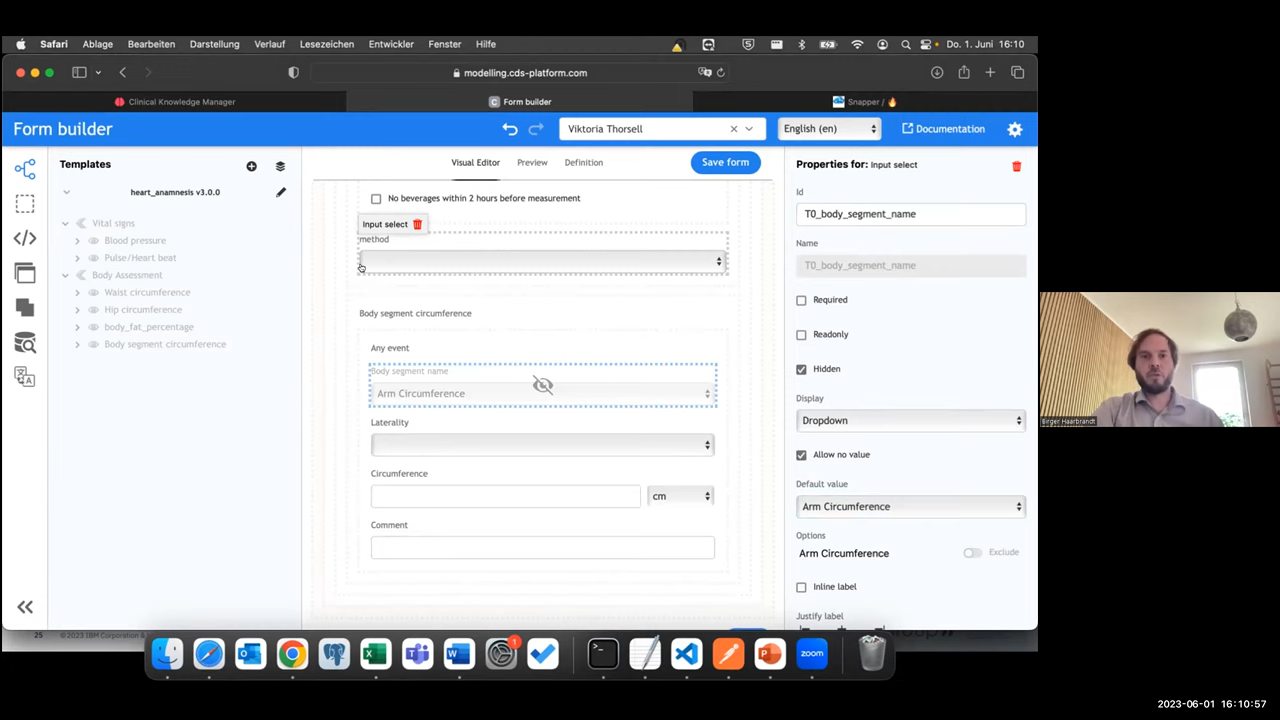 Safari Ablage Bearbeiten Darstellung Verlauf Lesezeichen Entwickler Fenster Hilfe Do. 1. Juni 16:10
modelling.cds-platform.com
Clinical Knowledge Manager Form builder Snapper / 🔥
Form builder Viktoria Thorsell English (en) Documentation
Templates
heart_anamnesis v3.0.0
Vital signs
Blood pressure
Pulse/Heart beat
Body Assessment
Waist circumference
Hip circumference
body_fat_percentage
Body segment circumference
Visual Editor Preview Definition Save form
No beverages within 2 hours before measurement
Input select
method
Body segment circumference
Any event
Body segment name
Arm Circumference
Laterality
Circumference
cm
Comment
Properties for: Input select
Id
T0_body_segment_name
Name
T0_body_segment_name
Required
Readonly
Hidden
Display
Dropdown
Allow no value
Default value
Arm Circumference
Options
Arm Circumference Exclude
Inline label
Justify label
25 © 2023 IBM Corporation &
1
zoom
Birger Haarbrandt
2023-06-01 16:10:57